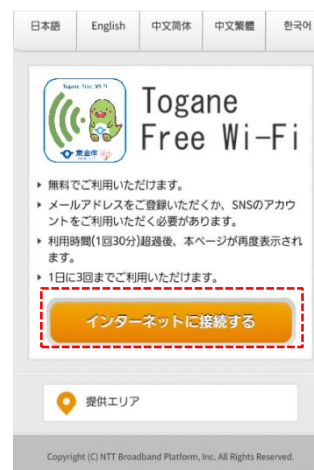 日本語 English 中文简体 中文繁體 한국어
Togane Free Wi-Fi
東金市
Togane
Free Wi-Fi
無料でご利用いただけます。
メールアドレスをご登録いただくか、SNSのアカウ
ントをご利用いただく必要があります。
利用時間(1回30分)超過後、本ページが再度表示され
ます。
1日に3回までご利用いただけます。
インターネットに接続する
提供エリア
Copyright (C) NTT Broadband Platform, Inc. All Rights Reserved.